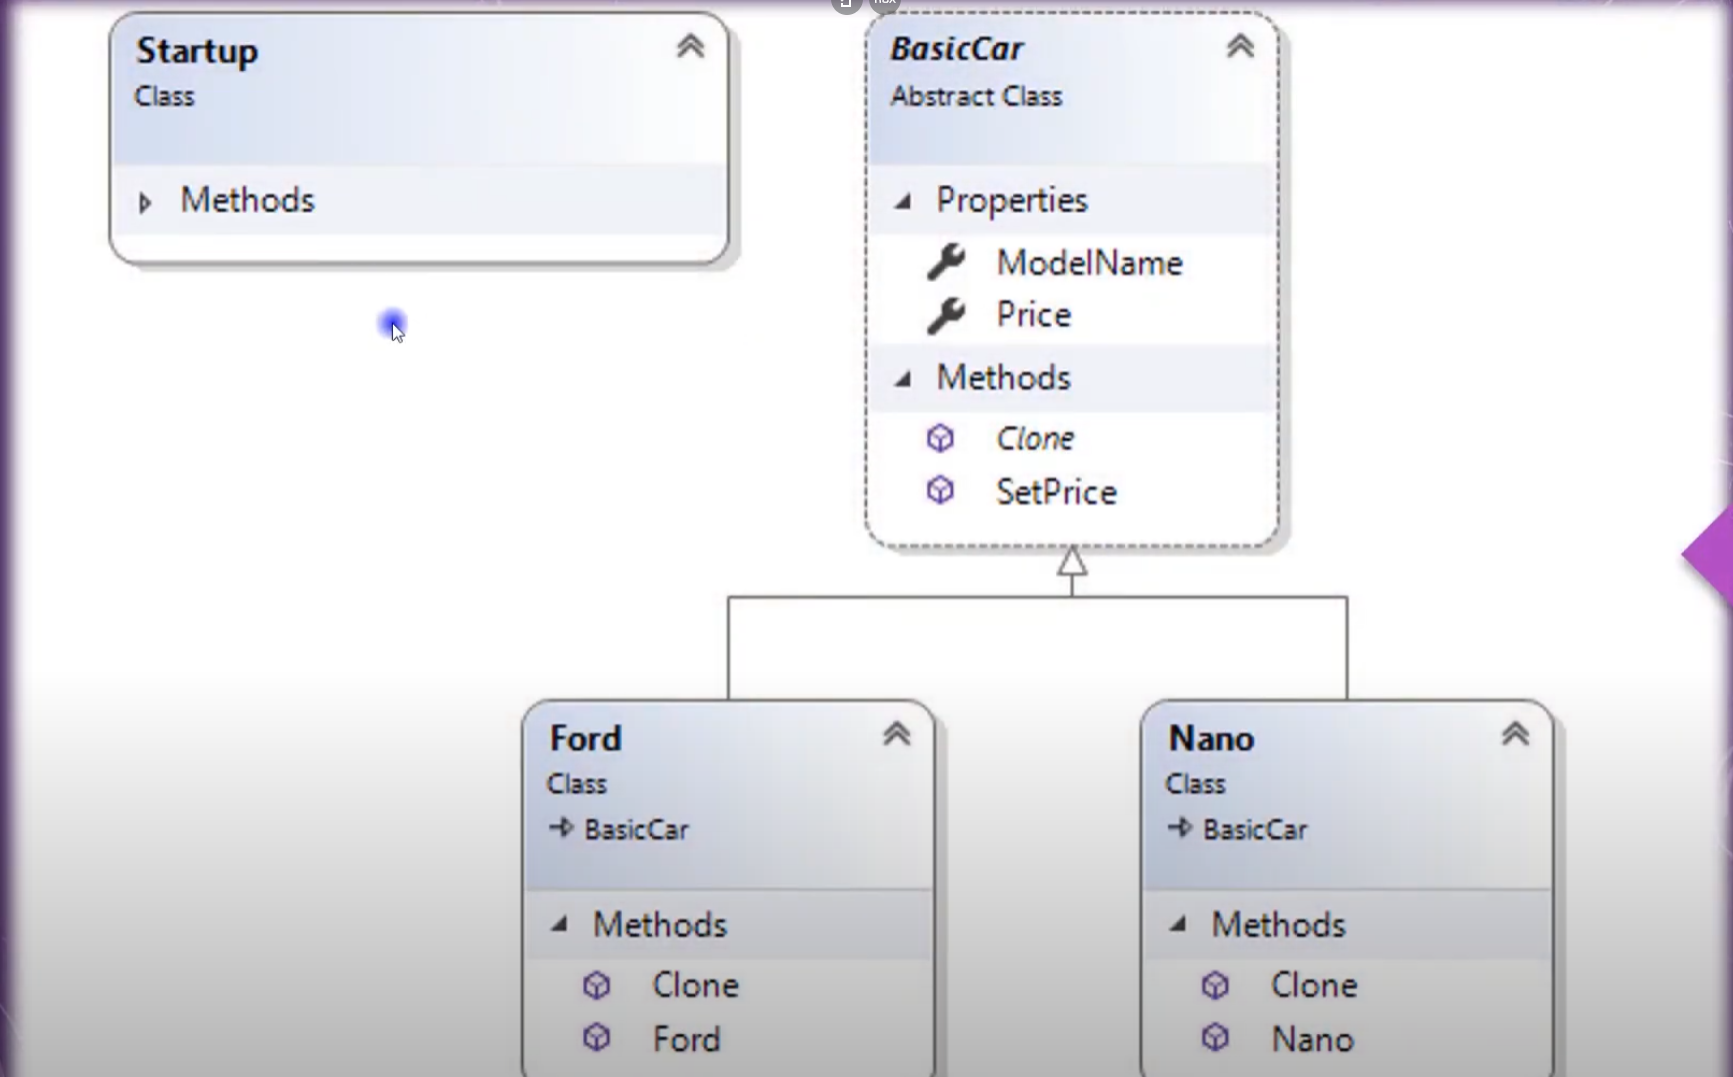 Startup
Class
Methods
BasicCar
Abstract Class
Properties
ModelName
Price
Methods
Clone
SetPrice
Ford
Class
BasicCar
Methods
Clone
Ford
Nano
Class
BasicCar
Methods
Clone
Nano